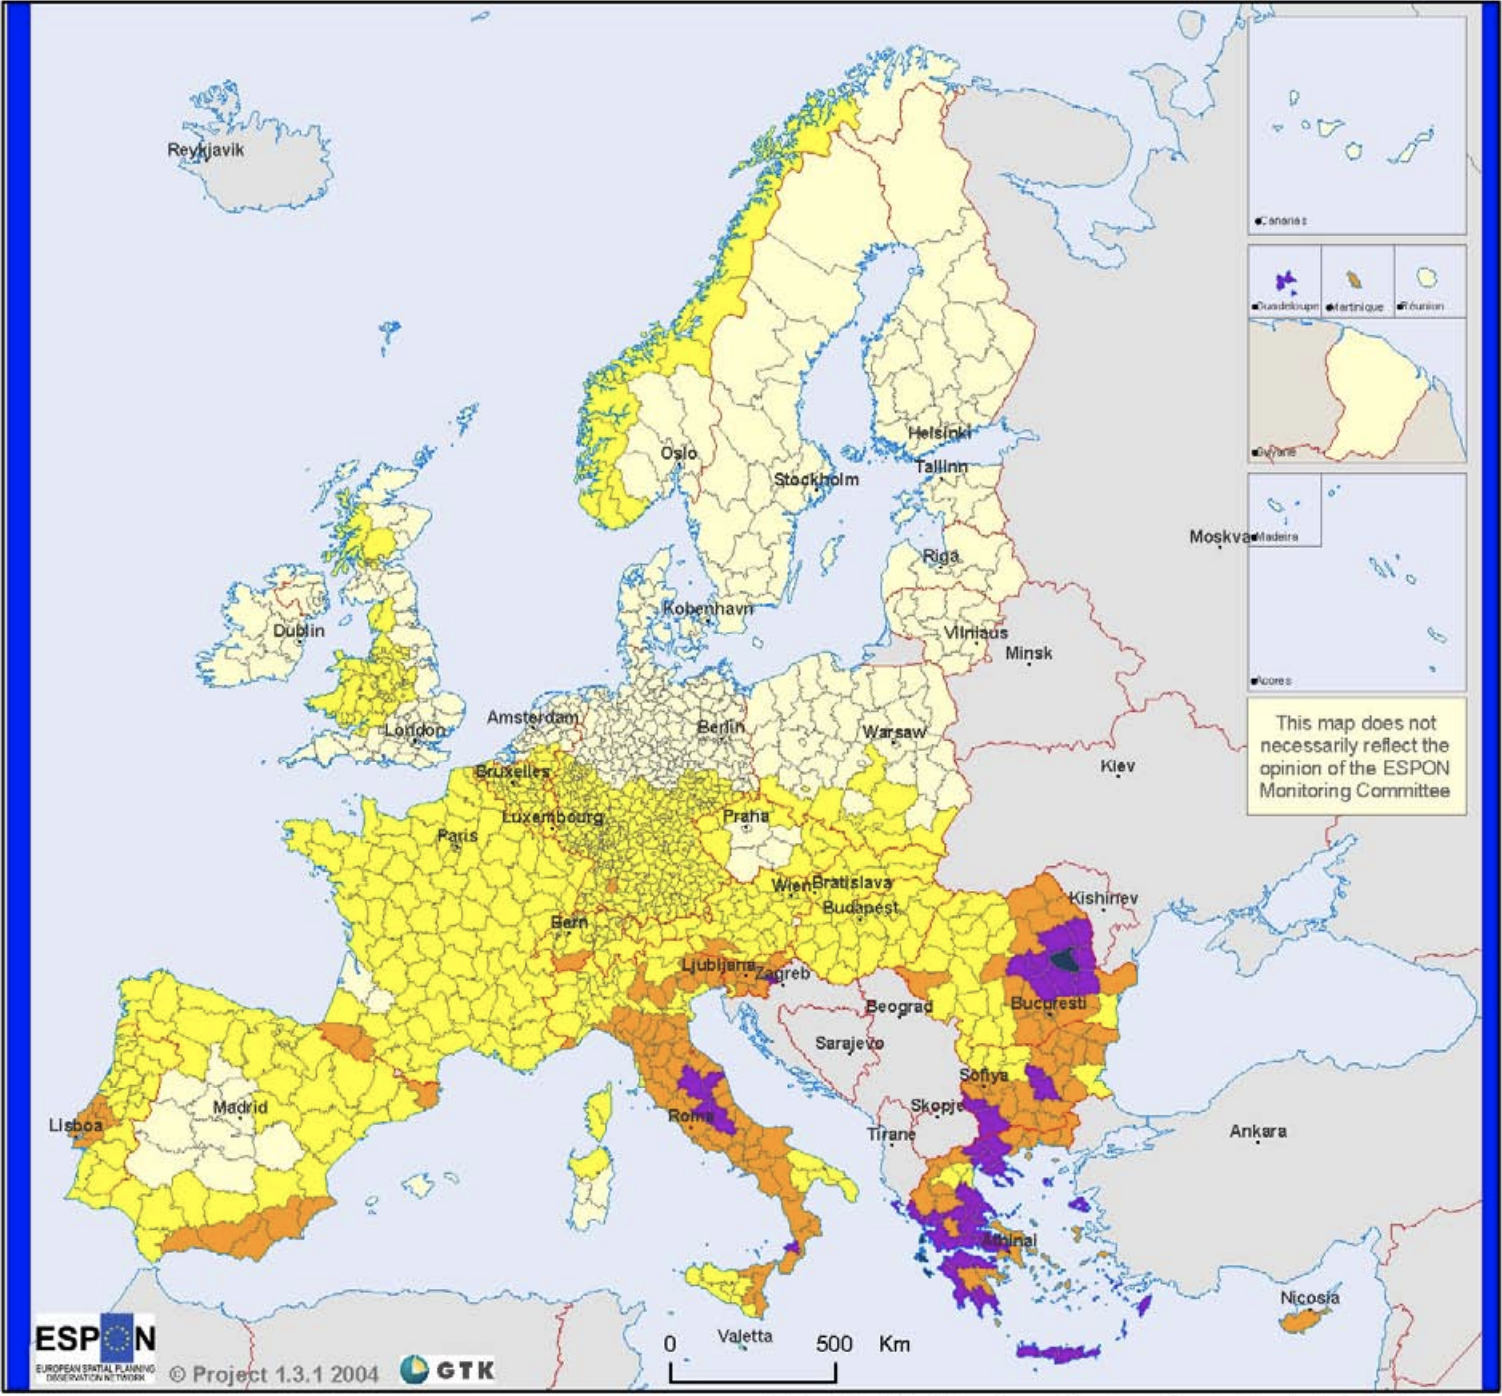 Reykjavik
Canarias
Guadeloupe
Martinique
Réunion
Guyane
Oslo
Helsinki
Tallinn
Stockholm
Moskva
Madeira
Riga
Kobenhavn
Dublin
Vilniaus
Minsk
Acores
Amsterdam
London
Berlin
Warsaw
This map does not
necessarily reflect the
opinion of the ESPON
Monitoring Committee
Kiev
Bruxelles
Luxembourg
Praha
Paris
Wien
Bratislava
Kishinev
Budapest
Bern
Ljubljana
Zagreb
Beograd
Bucuresti
Sarajevo
Sofiya
Madrid
Skopje
Roma
Lisboa
Tirane
Ankara
Athinai
Nicosia
Valetta
0 500 Km
ESPON
EUROPEAN SPATIAL PLANNING
OBSERVATION NETWORK
© Project 1.3.1 2004
GTK